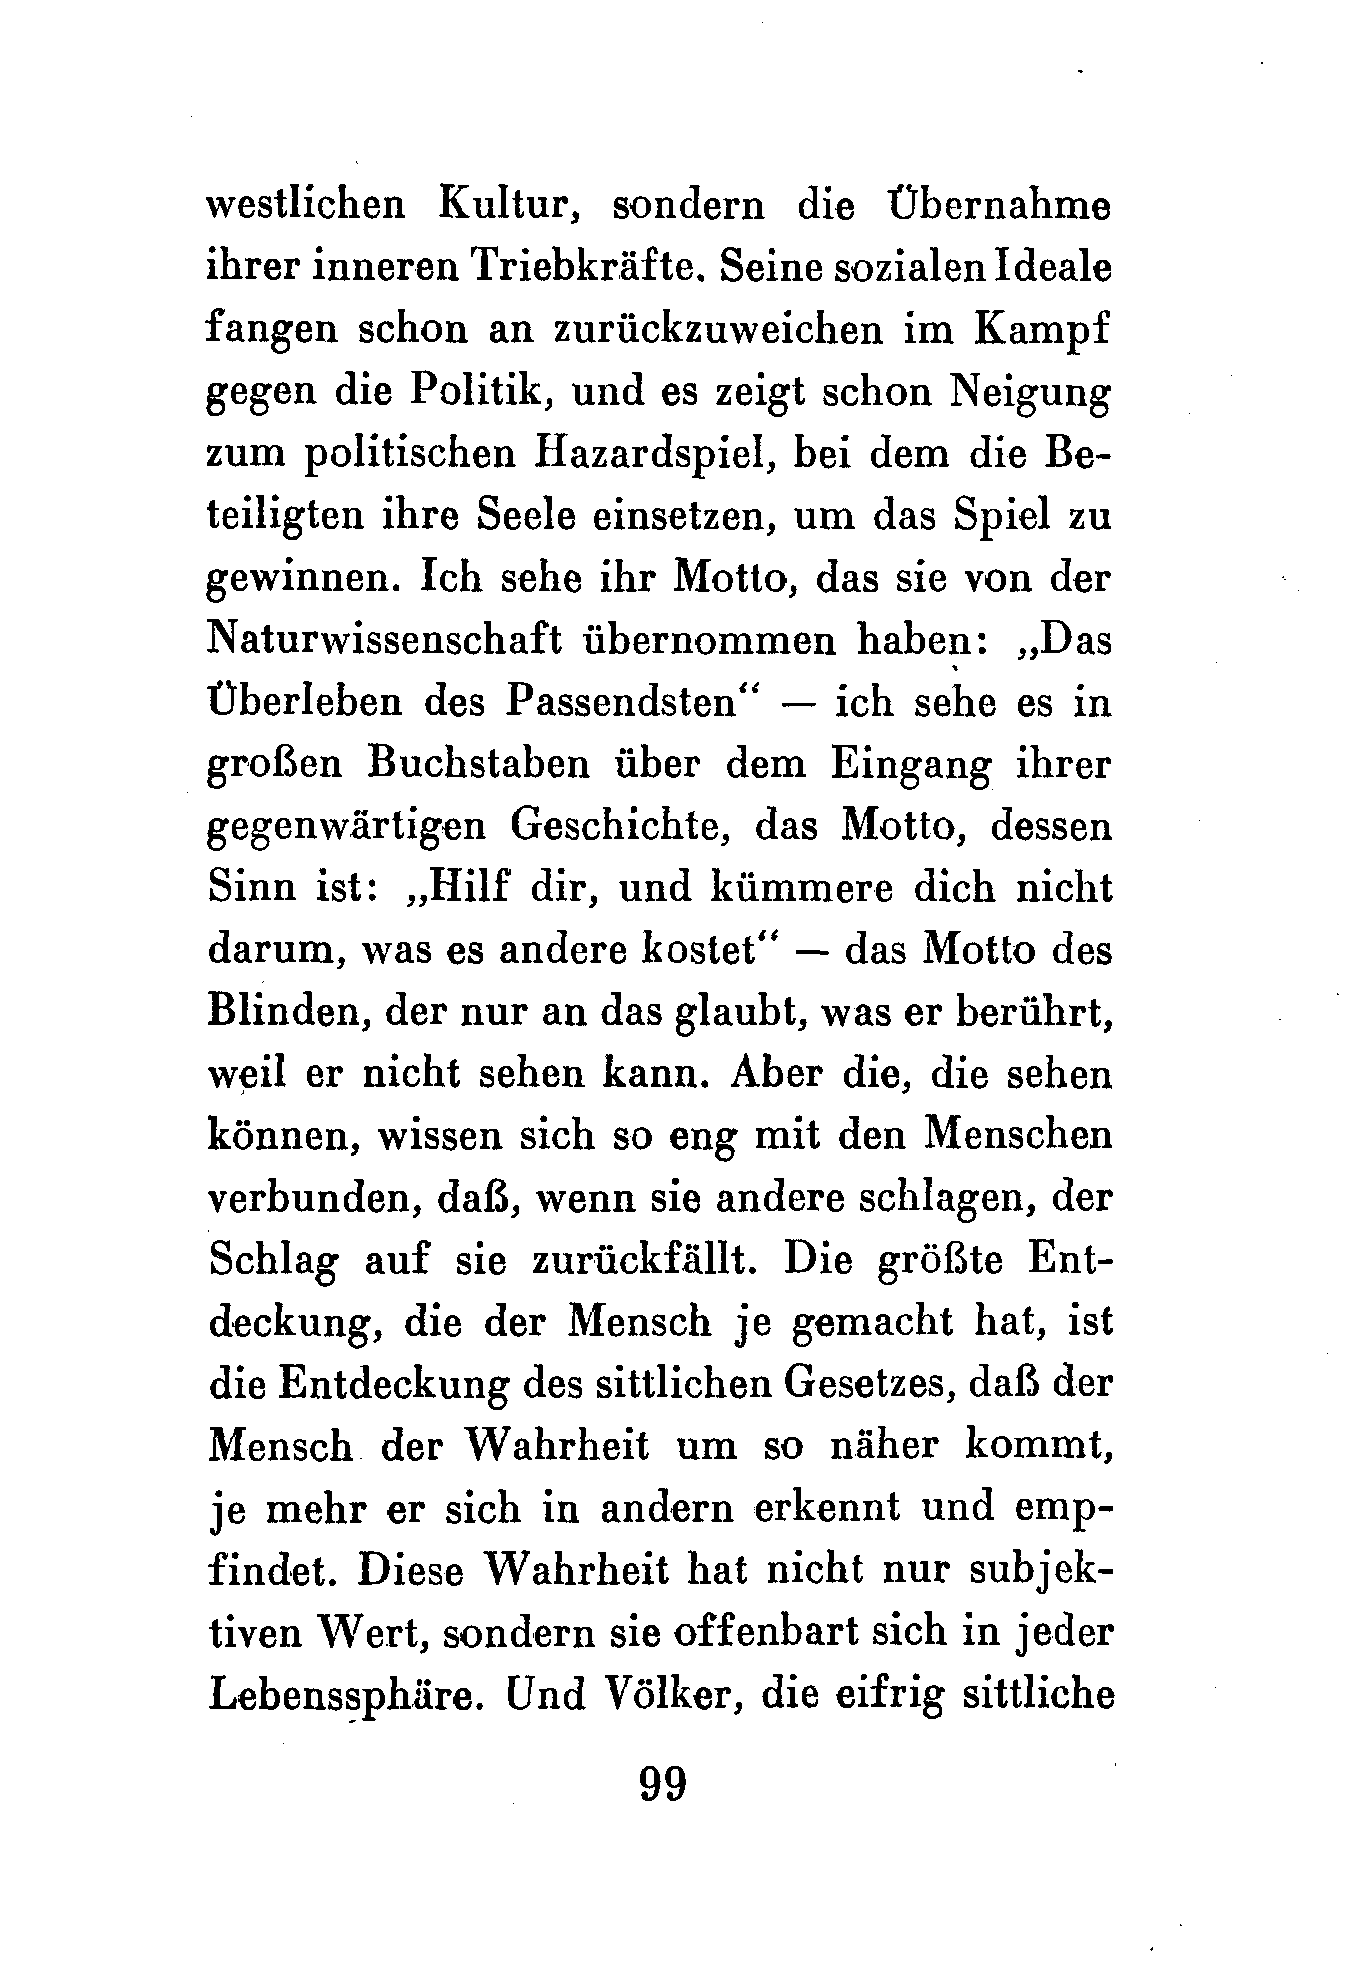 westlichen Kultur, sondern die Übernahme
ihrer inneren Triebkräfte. Seine sozialen Ideale
fangen schon an zurückzuweichen im Kampf
gegen die Politik, und es zeigt schon Neigung
zum politischen Hazardspiel, bei dem die Be-
teiligten ihre Seele einsetzen, um das Spiel zu
gewinnen. Ich sehe ihr Motto, das sie von der
Naturwissenschaft übernommen haben: „Das
Überleben des Passendsten“ — ich sehe es in
großen Buchstaben über dem Eingang ihrer
gegenwärtigen Geschichte, das Motto, dessen
Sinn ist: „Hilf dir, und kümmere dich nicht
darum, was es andere kostet“ — das Motto des
Blinden, der nur an das glaubt, was er berührt,
weil er nicht sehen kann. Aber die, die sehen
können, wissen sich so eng mit den Menschen
verbunden, daß, wenn sie andere schlagen, der
Schlag auf sie zurückfällt. Die größte Ent-
deckung, die der Mensch je gemacht hat, ist
die Entdeckung des sittlichen Gesetzes, daß der
Mensch der Wahrheit um so näher kommt,
je mehr er sich in andern erkennt und emp-
findet. Diese Wahrheit hat nicht nur subjek-
tiven Wert, sondern sie offenbart sich in jeder
Lebenssphäre. Und Völker, die eifrig sittliche
99